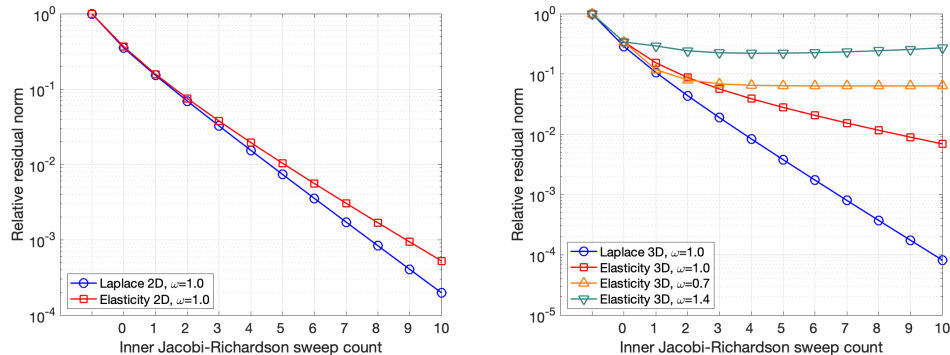 10^0
10^-1
10^-2
10^-3
10^-4
Relative residual norm
Laplace 2D, ω=1.0
Elasticity 2D, ω=1.0
0 1 2 3 4 5 6 7 8 9 10
Inner Jacobi-Richardson sweep count
10^0
10^-1
10^-2
10^-3
10^-4
10^-5
Relative residual norm
Laplace 3D, ω=1.0
Elasticity 3D, ω=1.0
Elasticity 3D, ω=0.7
Elasticity 3D, ω=1.4
0 1 2 3 4 5 6 7 8 9 10
Inner Jacobi-Richardson sweep count